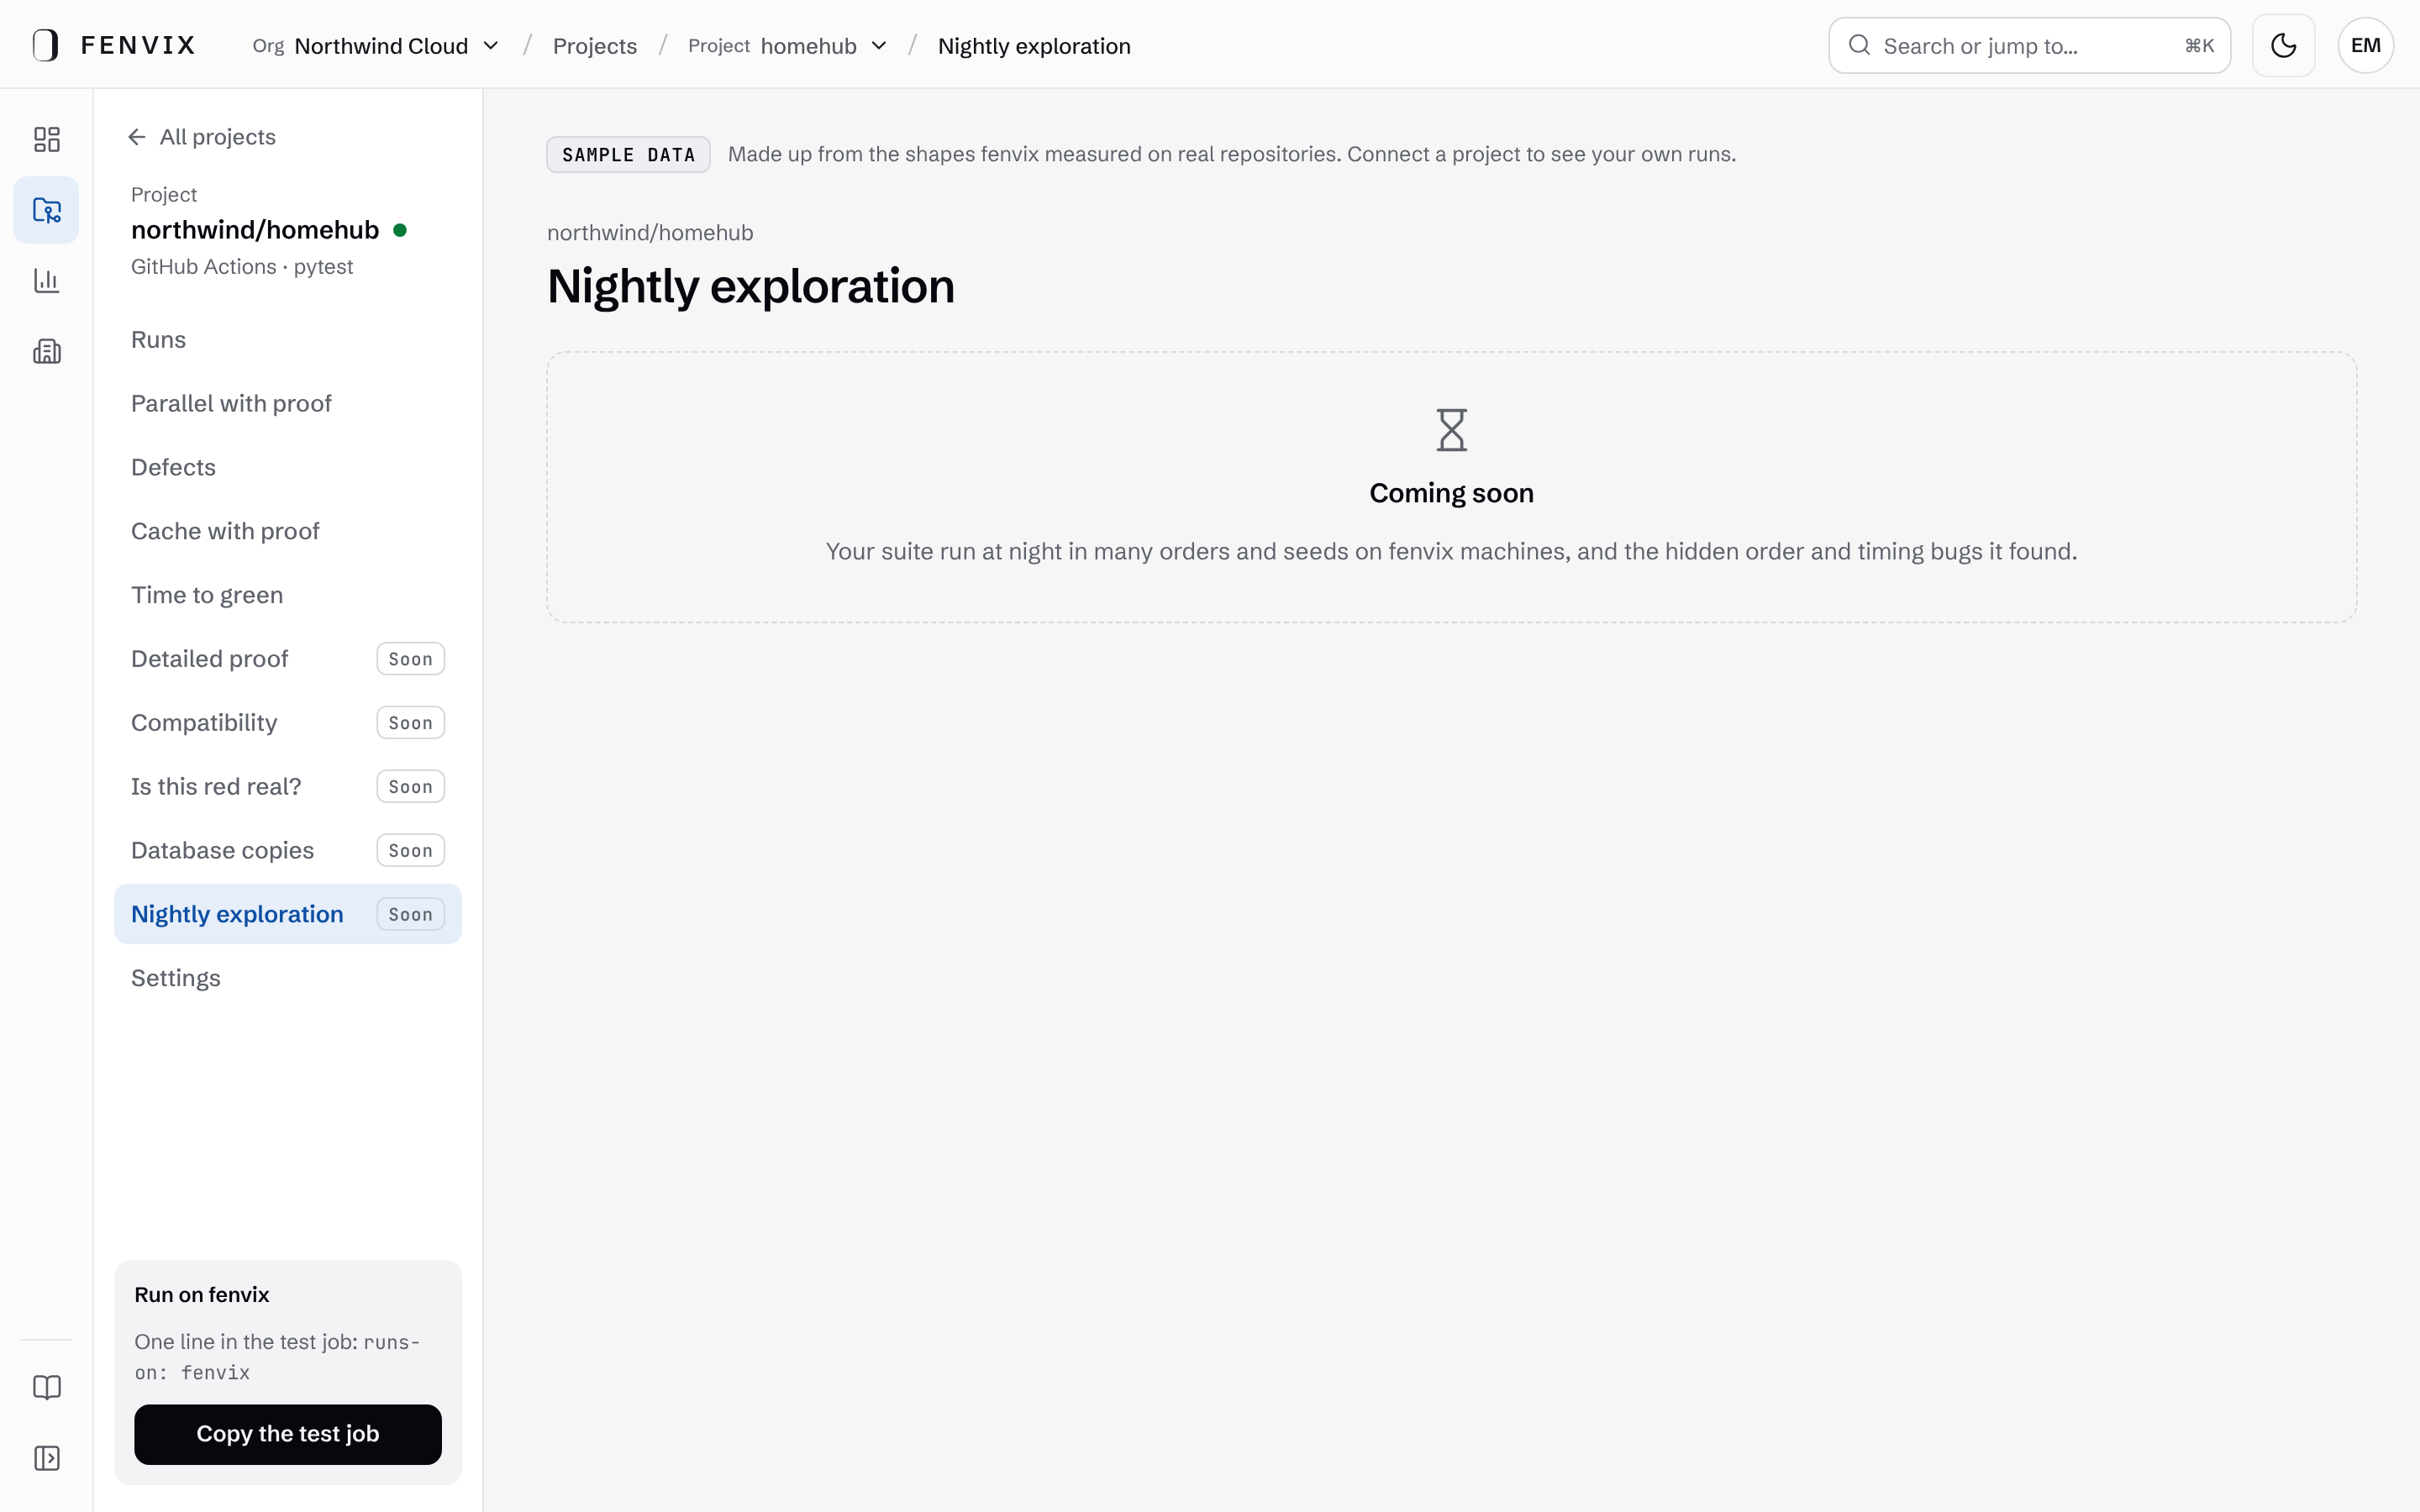 FENVIX
Org Northwind Cloud / Projects / Project homehub / Nightly exploration
Search or jump to... ⌘K
EM
All projects
Project
northwind/homehub
GitHub Actions · pytest
Runs
Parallel with proof
Defects
Cache with proof
Time to green
Detailed proof Soon
Compatibility Soon
Is this red real? Soon
Database copies Soon
Nightly exploration Soon
Settings
Run on fenvix
One line in the test job: runs-
on: fenvix
Copy the test job
SAMPLE DATA Made up from the shapes fenvix measured on real repositories. Connect a project to see your own runs.
northwind/homehub
Nightly exploration
Coming soon
Your suite run at night in many orders and seeds on fenvix machines, and the hidden order and timing bugs it found.